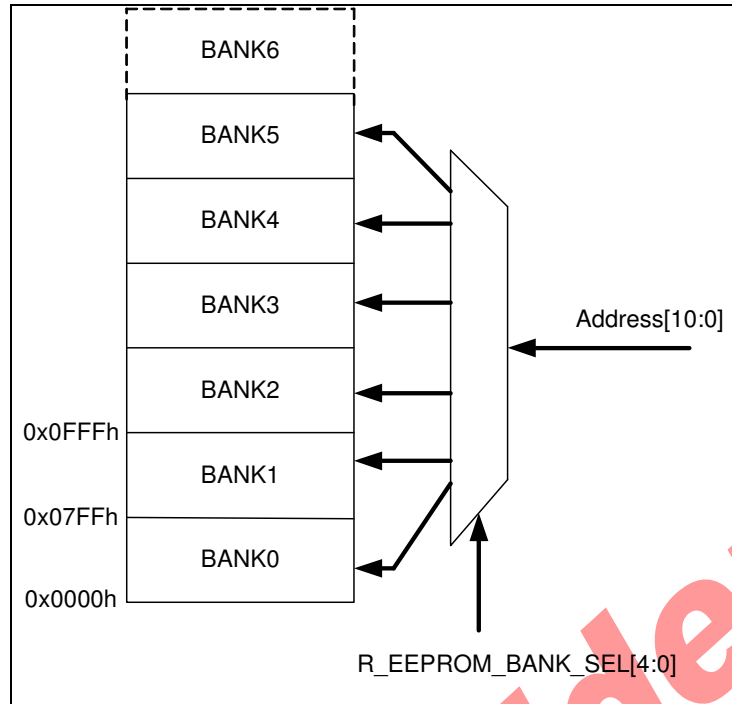 BANK6
BANK5
BANK4
BANK3
Address[10:0]
BANK2
0x0FFFh
BANK1
0x07FFh
BANK0
0x0000h
R_EEPROM_BANK_SEL[4:0]